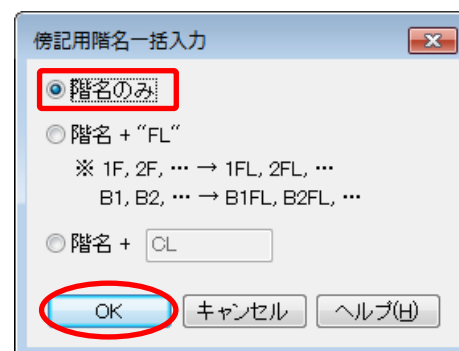 傍記用階名一括入力
階名のみ
階名 + “FL“
※ 1F, 2F, … → 1FL, 2FL, …
B1, B2, … → B1FL, B2FL, …
階名 + CL
OK キャンセル ヘルプ(H)